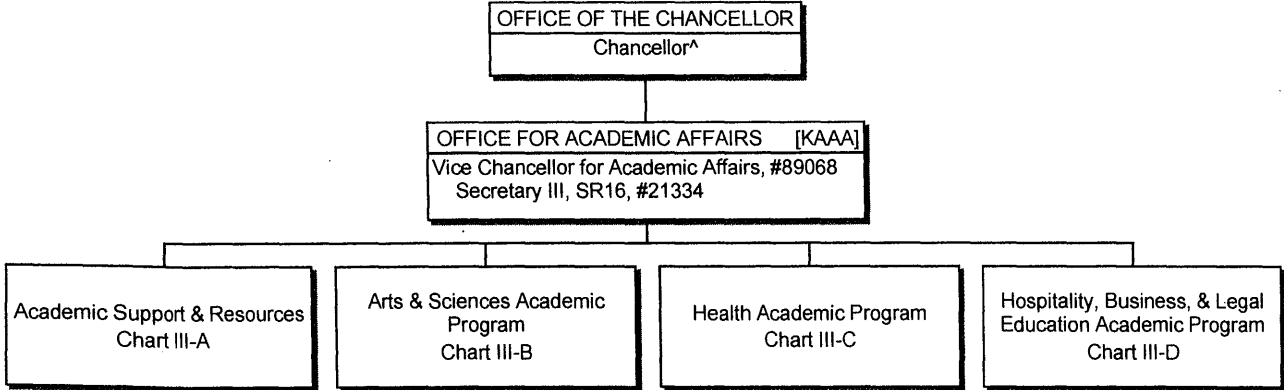 OFFICE OF THE CHANCELLOR
Chancellor^
OFFICE FOR ACADEMIC AFFAIRS [KAAA]
Vice Chancellor for Academic Affairs, #89068
Secretary III, SR16, #21334
Academic Support & Resources
Chart III-A
Arts & Sciences Academic
Program
Chart III-B
Health Academic Program
Chart III-C
Hospitality, Business, & Legal
Education Academic Program
Chart III-D